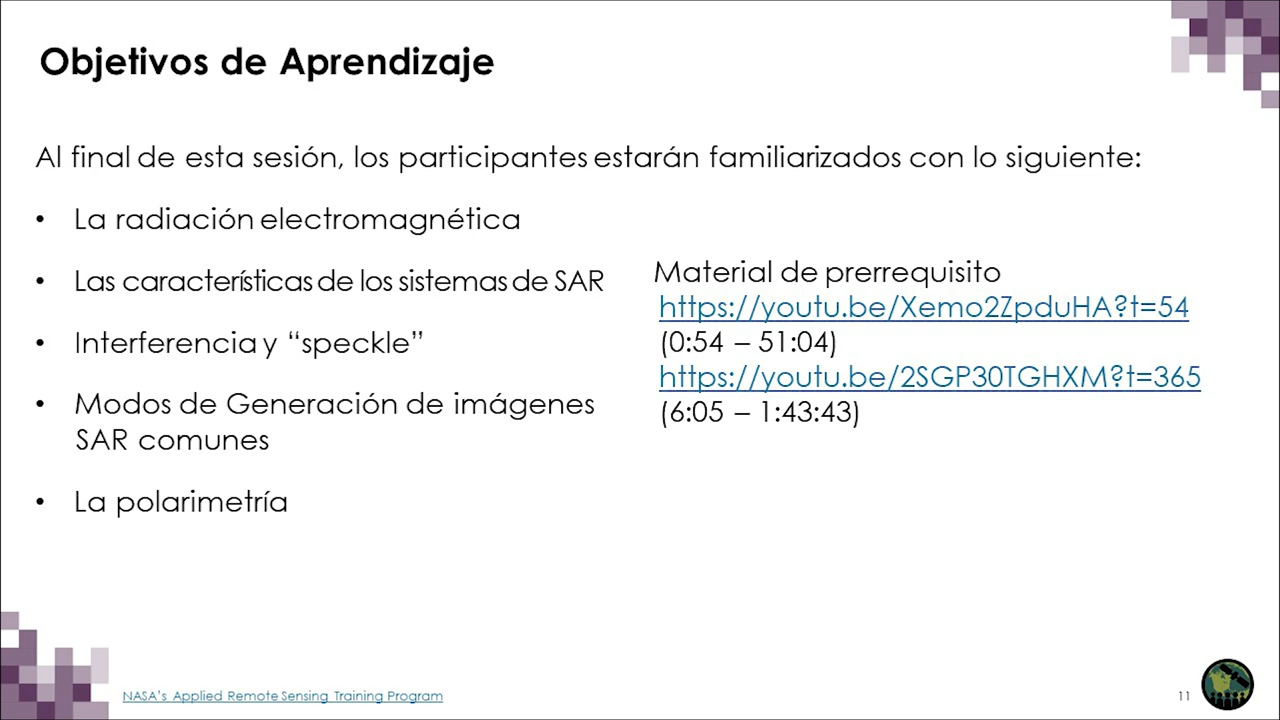 Objetivos de Aprendizaje
Al final de esta sesión, los participantes estarán familiarizados con lo siguiente:
• La radiación electromagnética
• Las características de los sistemas de SAR
• Interferencia y “speckle”
• Modos de Generación de imágenes
SAR comunes
• La polarimetría
Material de prerrequisito
https://youtu.be/Xemo2ZpduHA?t=54
(0:54 – 51:04)
https://youtu.be/2SGP30TGHXM?t=365
(6:05 – 1:43:43)
NASA’s Applied Remote Sensing Training Program
11